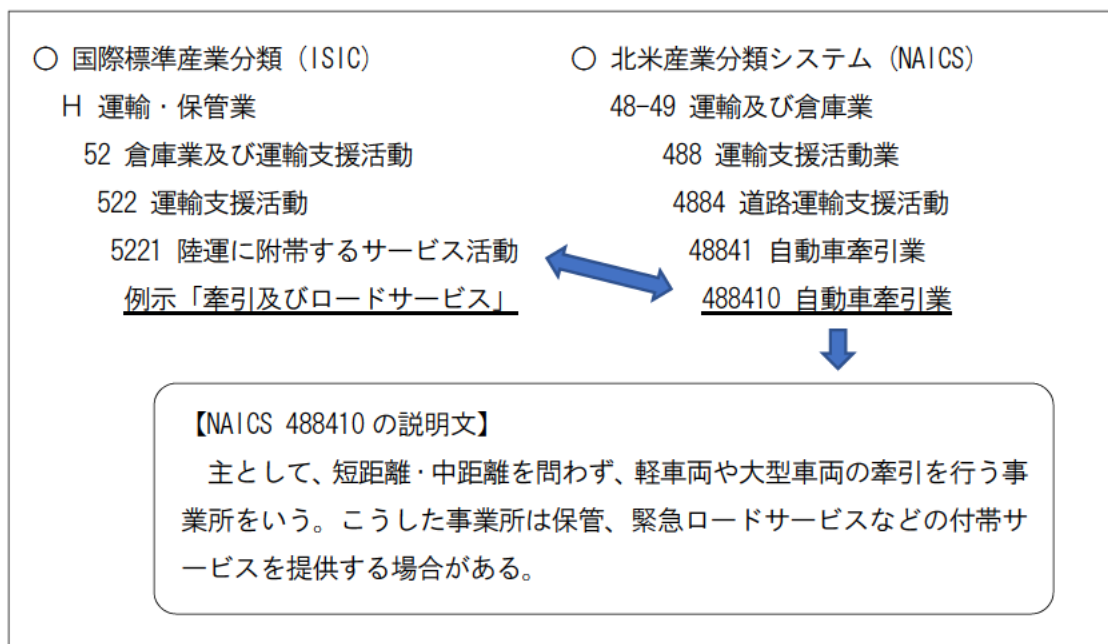 ○ 国際標準産業分類（ISIC）
H 運輸・保管業
52 倉庫業及び運輸支援活動
522 運輸支援活動
5221 陸運に附帯するサービス活動
例示「牽引及びロードサービス」
○ 北米産業分類システム（NAICS）
48-49 運輸及び倉庫業
488 運輸支援活動業
4884 道路運輸支援活動
48841 自動車牽引業
488410 自動車牽引業
【NAICS 488410 の説明文】
主として、短距離・中距離を問わず、軽車両や大型車両の牽引を行う事
業所をいう。こうした事業所は保管、緊急ロードサービスなどの付帯サ
ービスを提供する場合がある。